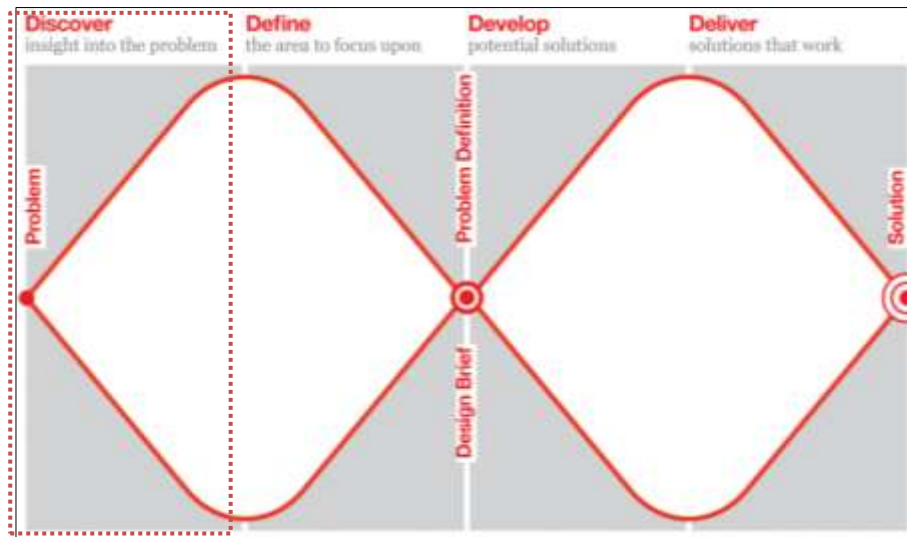 Discover
insight into the problem
Define
the area to focus upon
Develop
potential solutions
Deliver
solutions that work
Problem
Problem Definition
Design Brief
Solution